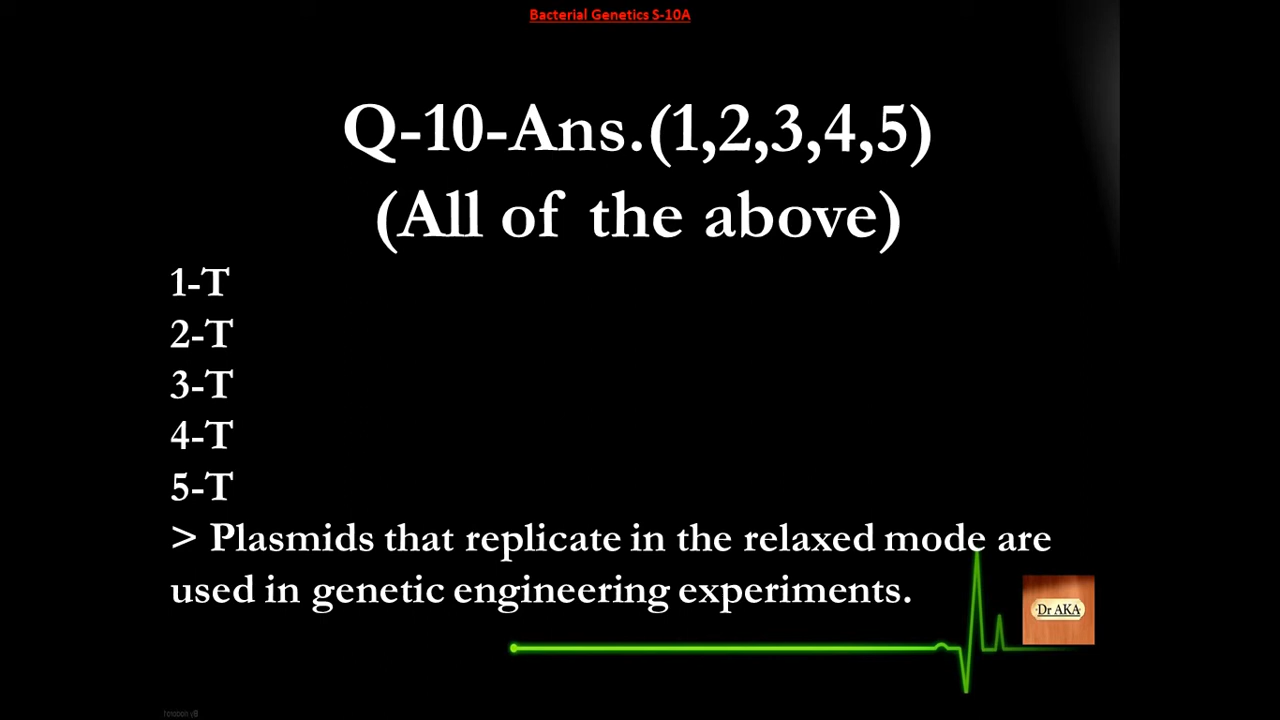 Bacterial Genetics S-10A
Q-10-Ans.(1,2,3,4,5)
(All of the above)
1-T
2-T
3-T
4-T
5-T
> Plasmids that replicate in the relaxed mode are
used in genetic engineering experiments.
Dr AKA